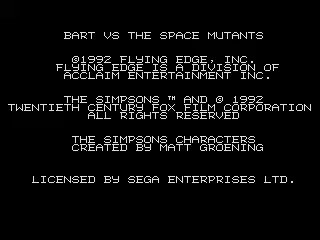 BART VS THE SPACE MUTANTS
©1992 FLYING EDGE, INC.
FLYING EDGE IS A DIVISION OF
ACCLAIM ENTERTAINMENT INC.
THE SIMPSONS ™ AND © 1992
TWENTIETH CENTURY FOX FILM CORPORATION
ALL RIGHTS RESERVED
THE SIMPSONS CHARACTERS
CREATED BY MATT GROENING
LICENSED BY SEGA ENTERPRISES LTD.